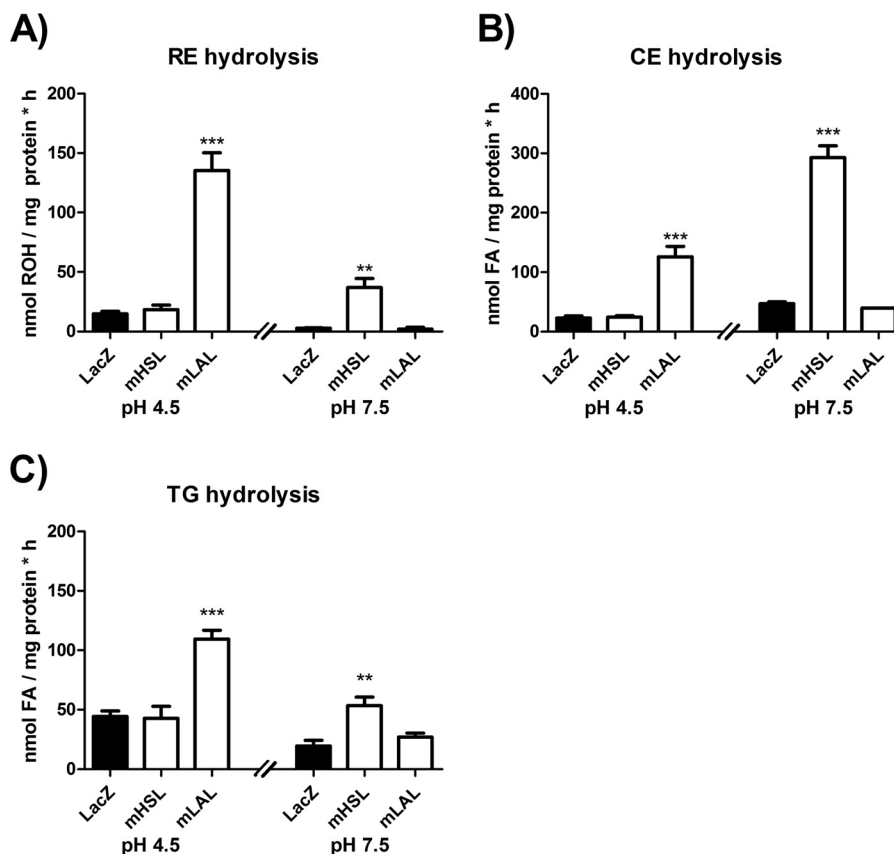 A)
RE hydrolysis
nmol ROH / mg protein * h
200
150
100
50
0
***
**
LacZ
mHSL
mLAL
LacZ
mHSL
mLAL
pH 4.5
pH 7.5
B)
CE hydrolysis
nmol FA / mg protein * h
400
300
200
100
0
***
***
LacZ
mHSL
mLAL
LacZ
mHSL
mLAL
pH 4.5
pH 7.5
C)
TG hydrolysis
nmol FA / mg protein * h
200
150
100
50
0
***
**
LacZ
mHSL
mLAL
LacZ
mHSL
mLAL
pH 4.5
pH 7.5